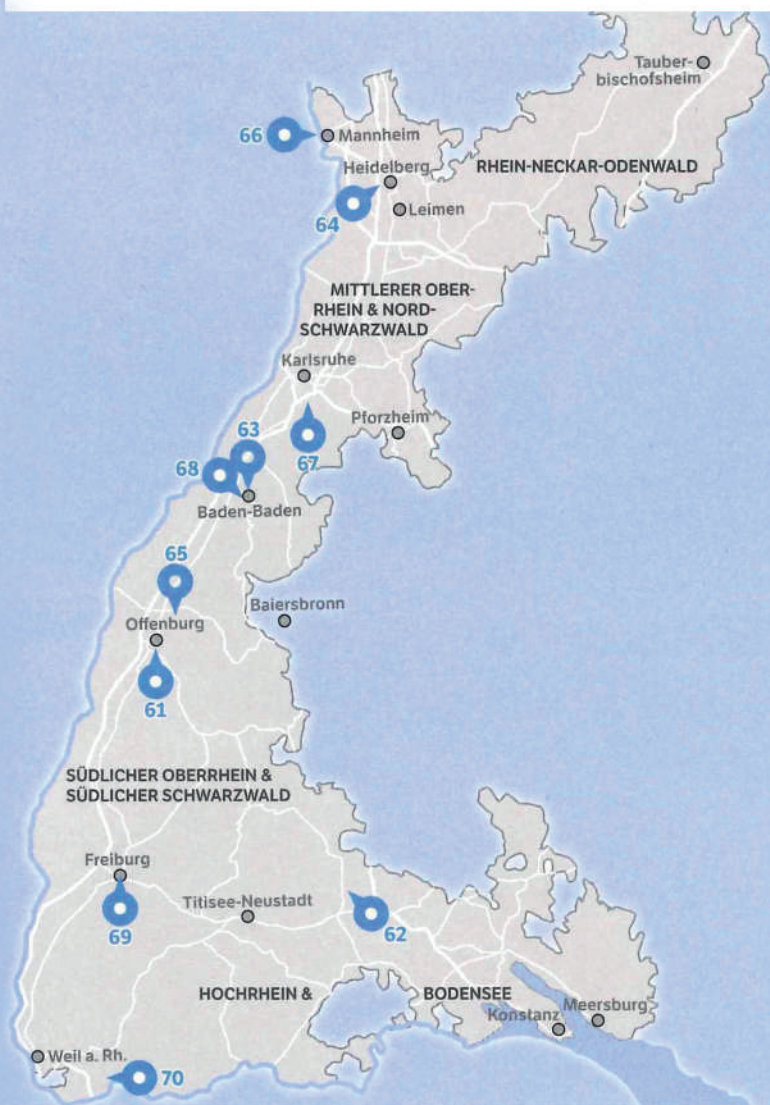 Tauber-
bischofsheim
66
Mannheim
Heidelberg
RHEIN-NECKAR-ODENWALD
64
Leimen
MITTLERER OBER-
RHEIN & NORD-
SCHWARZWALD
Karlsruhe
Pforzheim
63
67
68
Baden-Baden
65
Baiersbronn
Offenburg
61
SÜDLICHER OBERRHEIN &
SÜDLICHER SCHWARZWALD
Freiburg
Titisee-Neustadt
69
62
HOCHRHEIN & BODENSEE
Konstanz
Meersburg
Weil a. Rh.
70